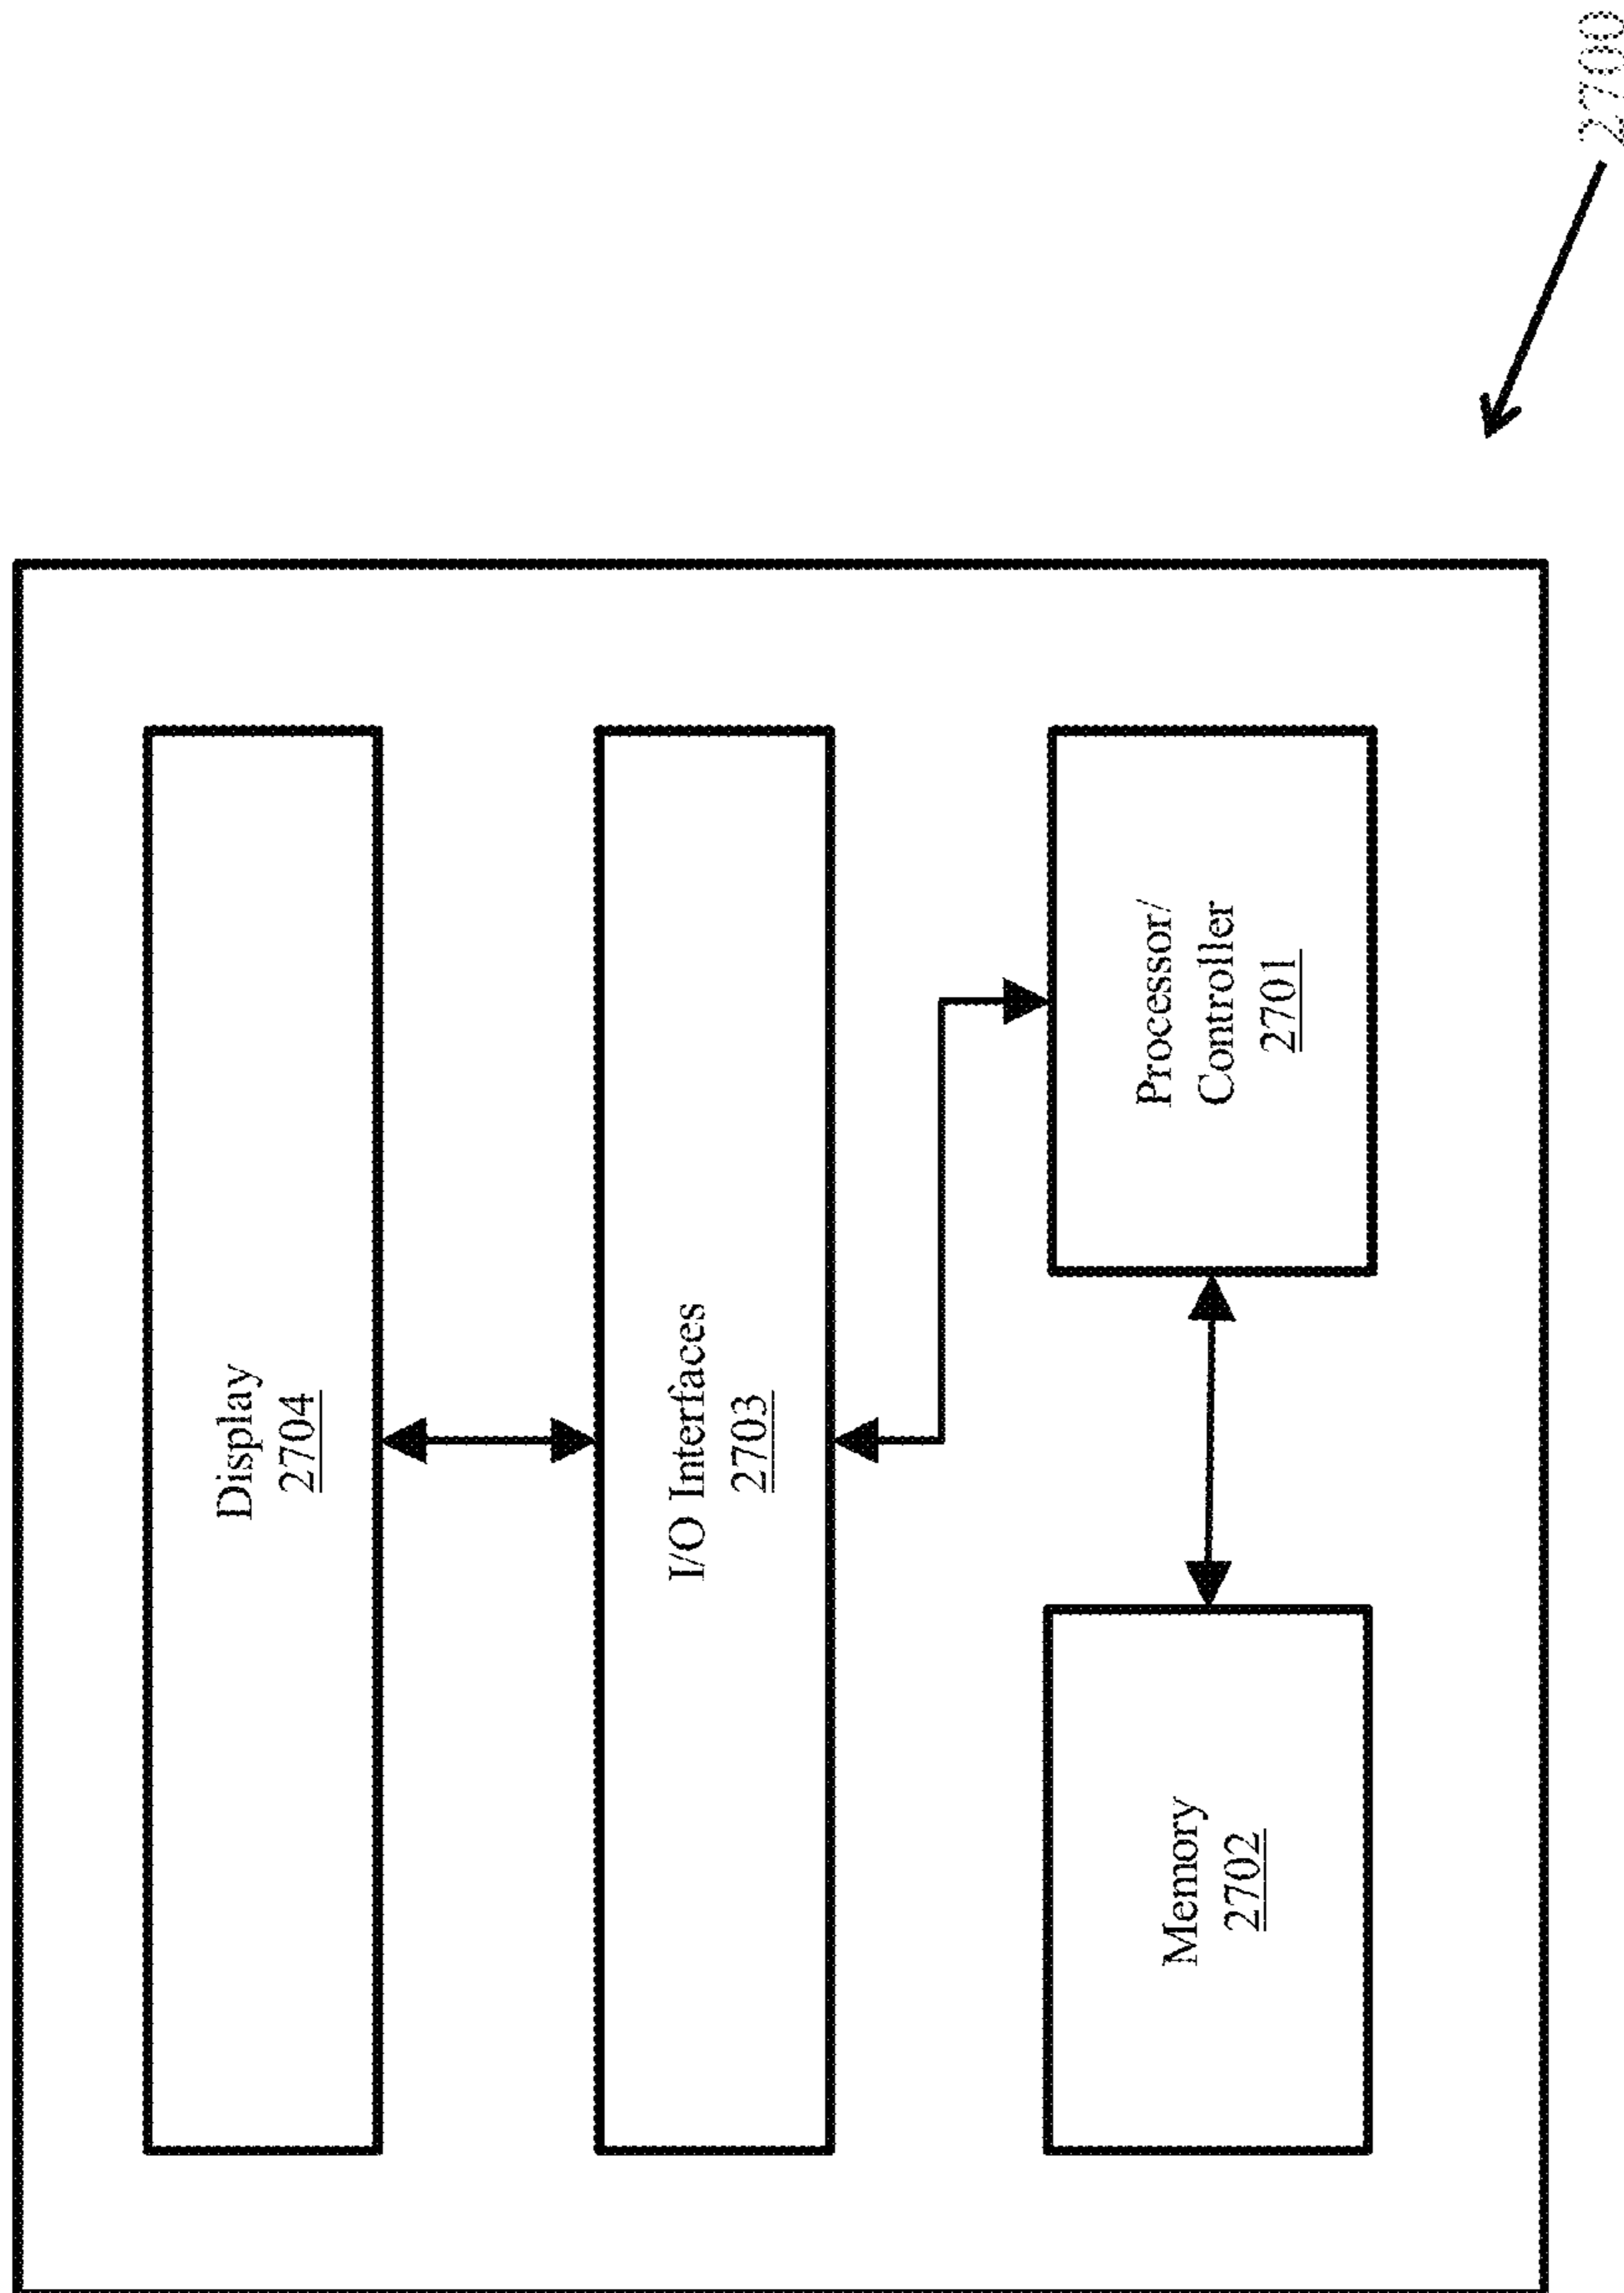 2700
Display
2704
I/O Interfaces
2703
Memory
2702
Processor/
Controller
2701